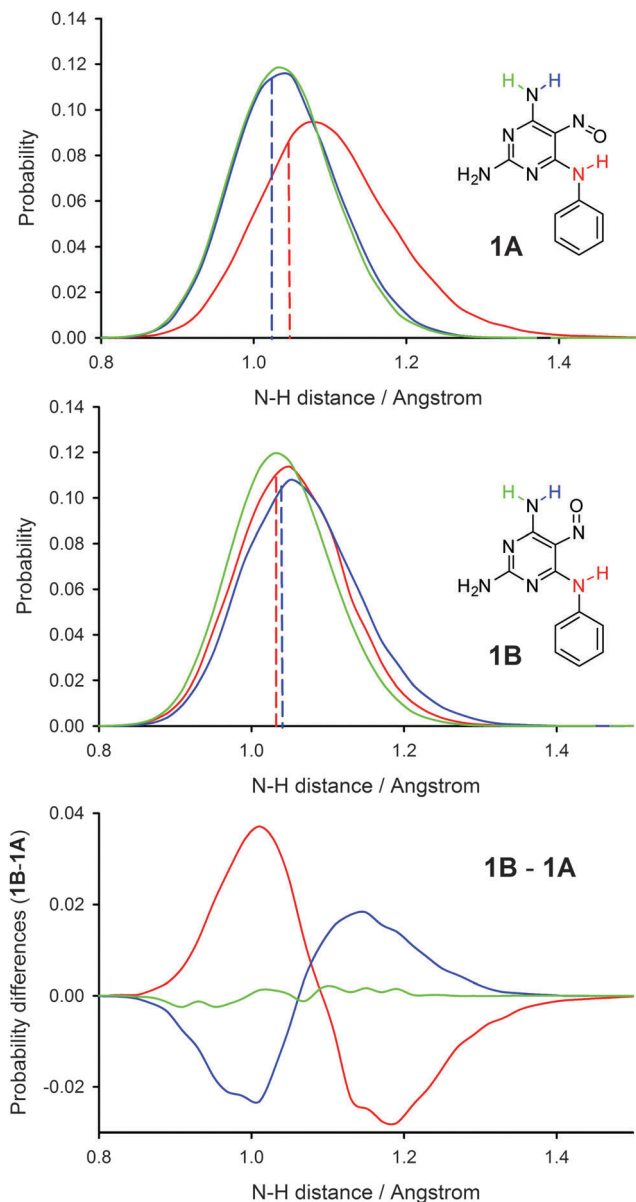 0.14
0.12
0.10
0.08
0.06
0.04
0.02
0.00
Probability
0.8 1.0 1.2 1.4
N-H distance / Angstrom
H H
N N
O
N
H
H2N N N
1A
0.14
0.12
0.10
0.08
0.06
0.04
0.02
0.00
Probability
0.8 1.0 1.2 1.4
N-H distance / Angstrom
H H O
N N
N
H
H2N N N
1B
0.04
0.02
0.00
-0.02
Probability differences (1B-1A)
1B - 1A
0.8 1.0 1.2 1.4
N-H distance / Angstrom